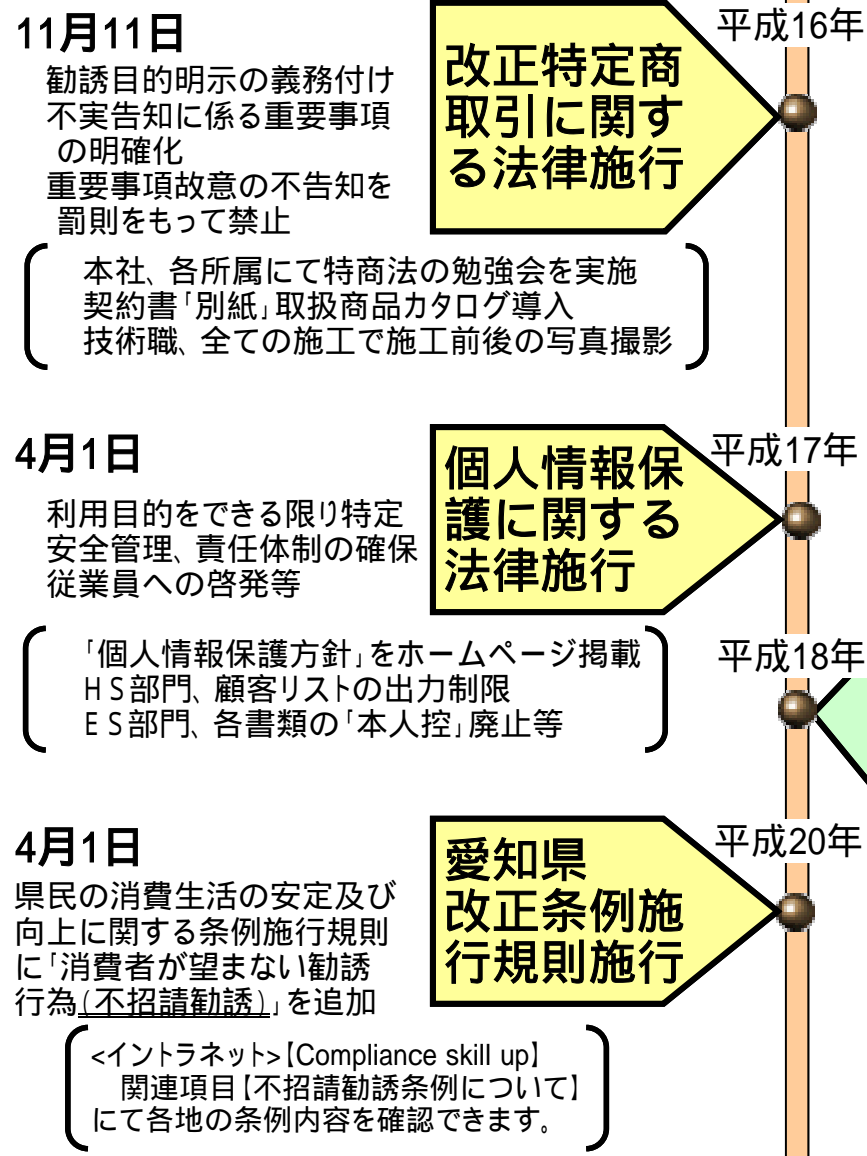 平成16年
11月11日
勧誘目的明示の義務付け
不実告知に係る重要事項
の明確化
重要事項故意の不告知を
罰則をもって禁止
改正特定商
取引に関す
る法律施行
本社、各所属にて特商法の勉強会を実施
契約書「別紙」取扱商品カタログ導入
技術職、全ての施工で施工前後の写真撮影
平成17年
4月1日
利用目的をできる限り特定
安全管理、責任体制の確保
従業員への啓発等
個人情報保
護に関する
法律施行
「個人情報保護方針」をホームページ掲載
HS部門、顧客リストの出力制限
ES部門、各書類の「本人控」廃止等
平成18年
平成20年
4月1日
県民の消費生活の安定及び
向上に関する条例施行規則
に「消費者が望まない勧誘
行為(不招請勧誘)」を追加
愛知県
改正条例施
行規則施行
<イントラネット>【Compliance skill up】
関連項目【不招請勧誘条例について】
にて各地の条例内容を確認できます。